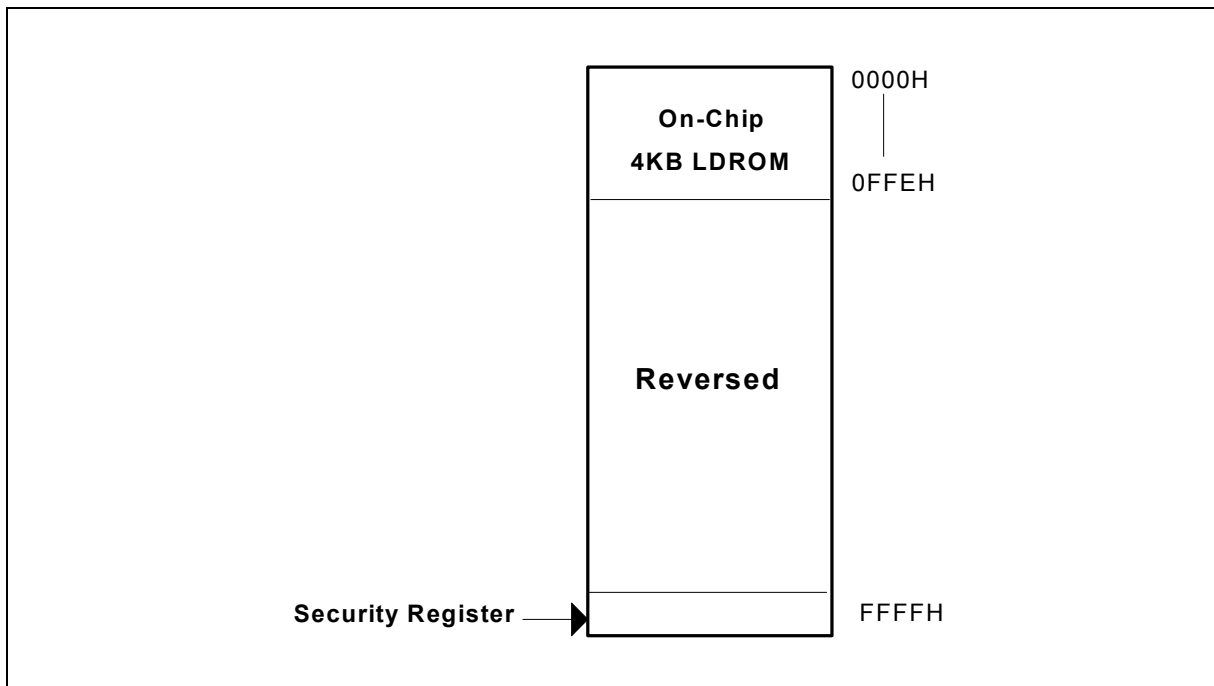 0000H
On-Chip
4KB LDROM
0FFEH
Reversed
Security Register
FFFFH